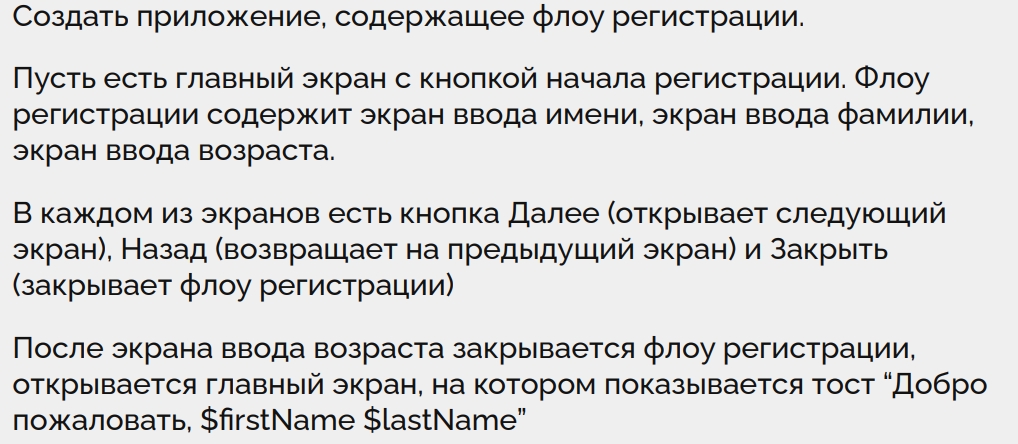 Создать приложение, содержащее флоу регистрации.
Пусть есть главный экран с кнопкой начала регистрации. Флоу
регистрации содержит экран ввода имени, экран ввода фамилии,
экран ввода возраста.
В каждом из экранов есть кнопка Далее (открывает следующий
экран), Назад (возвращает на предыдущий экран) и Закрыть
(закрывает флоу регистрации)
После экрана ввода возраста закрывается флоу регистрации,
открывается главный экран, на котором показывается тост “Добро
пожаловать, $firstName $lastName”